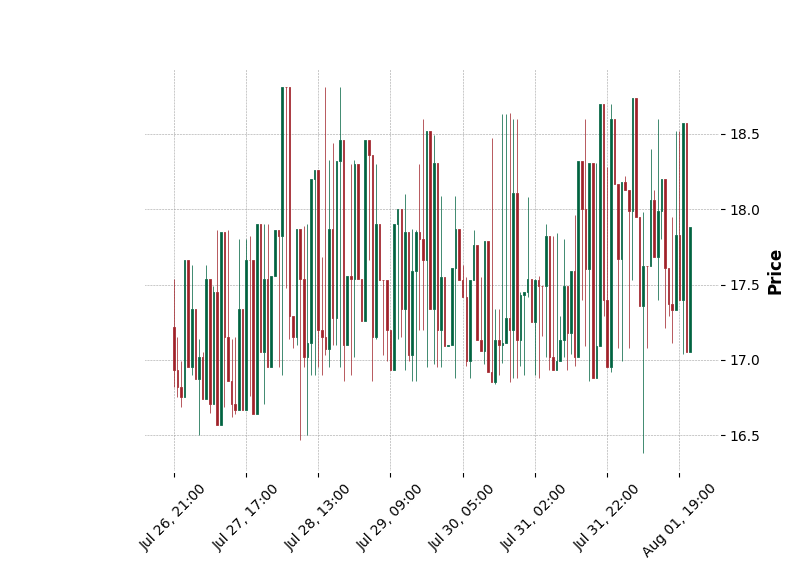 18.5
18.0
17.5
17.0
16.5
Price
Jul 26, 21:00
Jul 27, 17:00
Jul 28, 13:00
Jul 29, 09:00
Jul 30, 05:00
Jul 31, 02:00
Jul 31, 22:00
Aug 01, 19:00